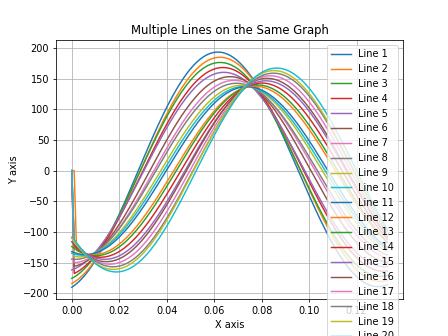 Multiple Lines on the Same Graph
200
150
100
50
0
−50
−100
−150
−200
Y axis
0.00
0.02
0.04
0.06
0.08
0.10
X axis
Line 1
Line 2
Line 3
Line 4
Line 5
Line 6
Line 7
Line 8
Line 9
Line 10
Line 11
Line 12
Line 13
Line 14
Line 15
Line 16
Line 17
Line 18
Line 19
Line 20